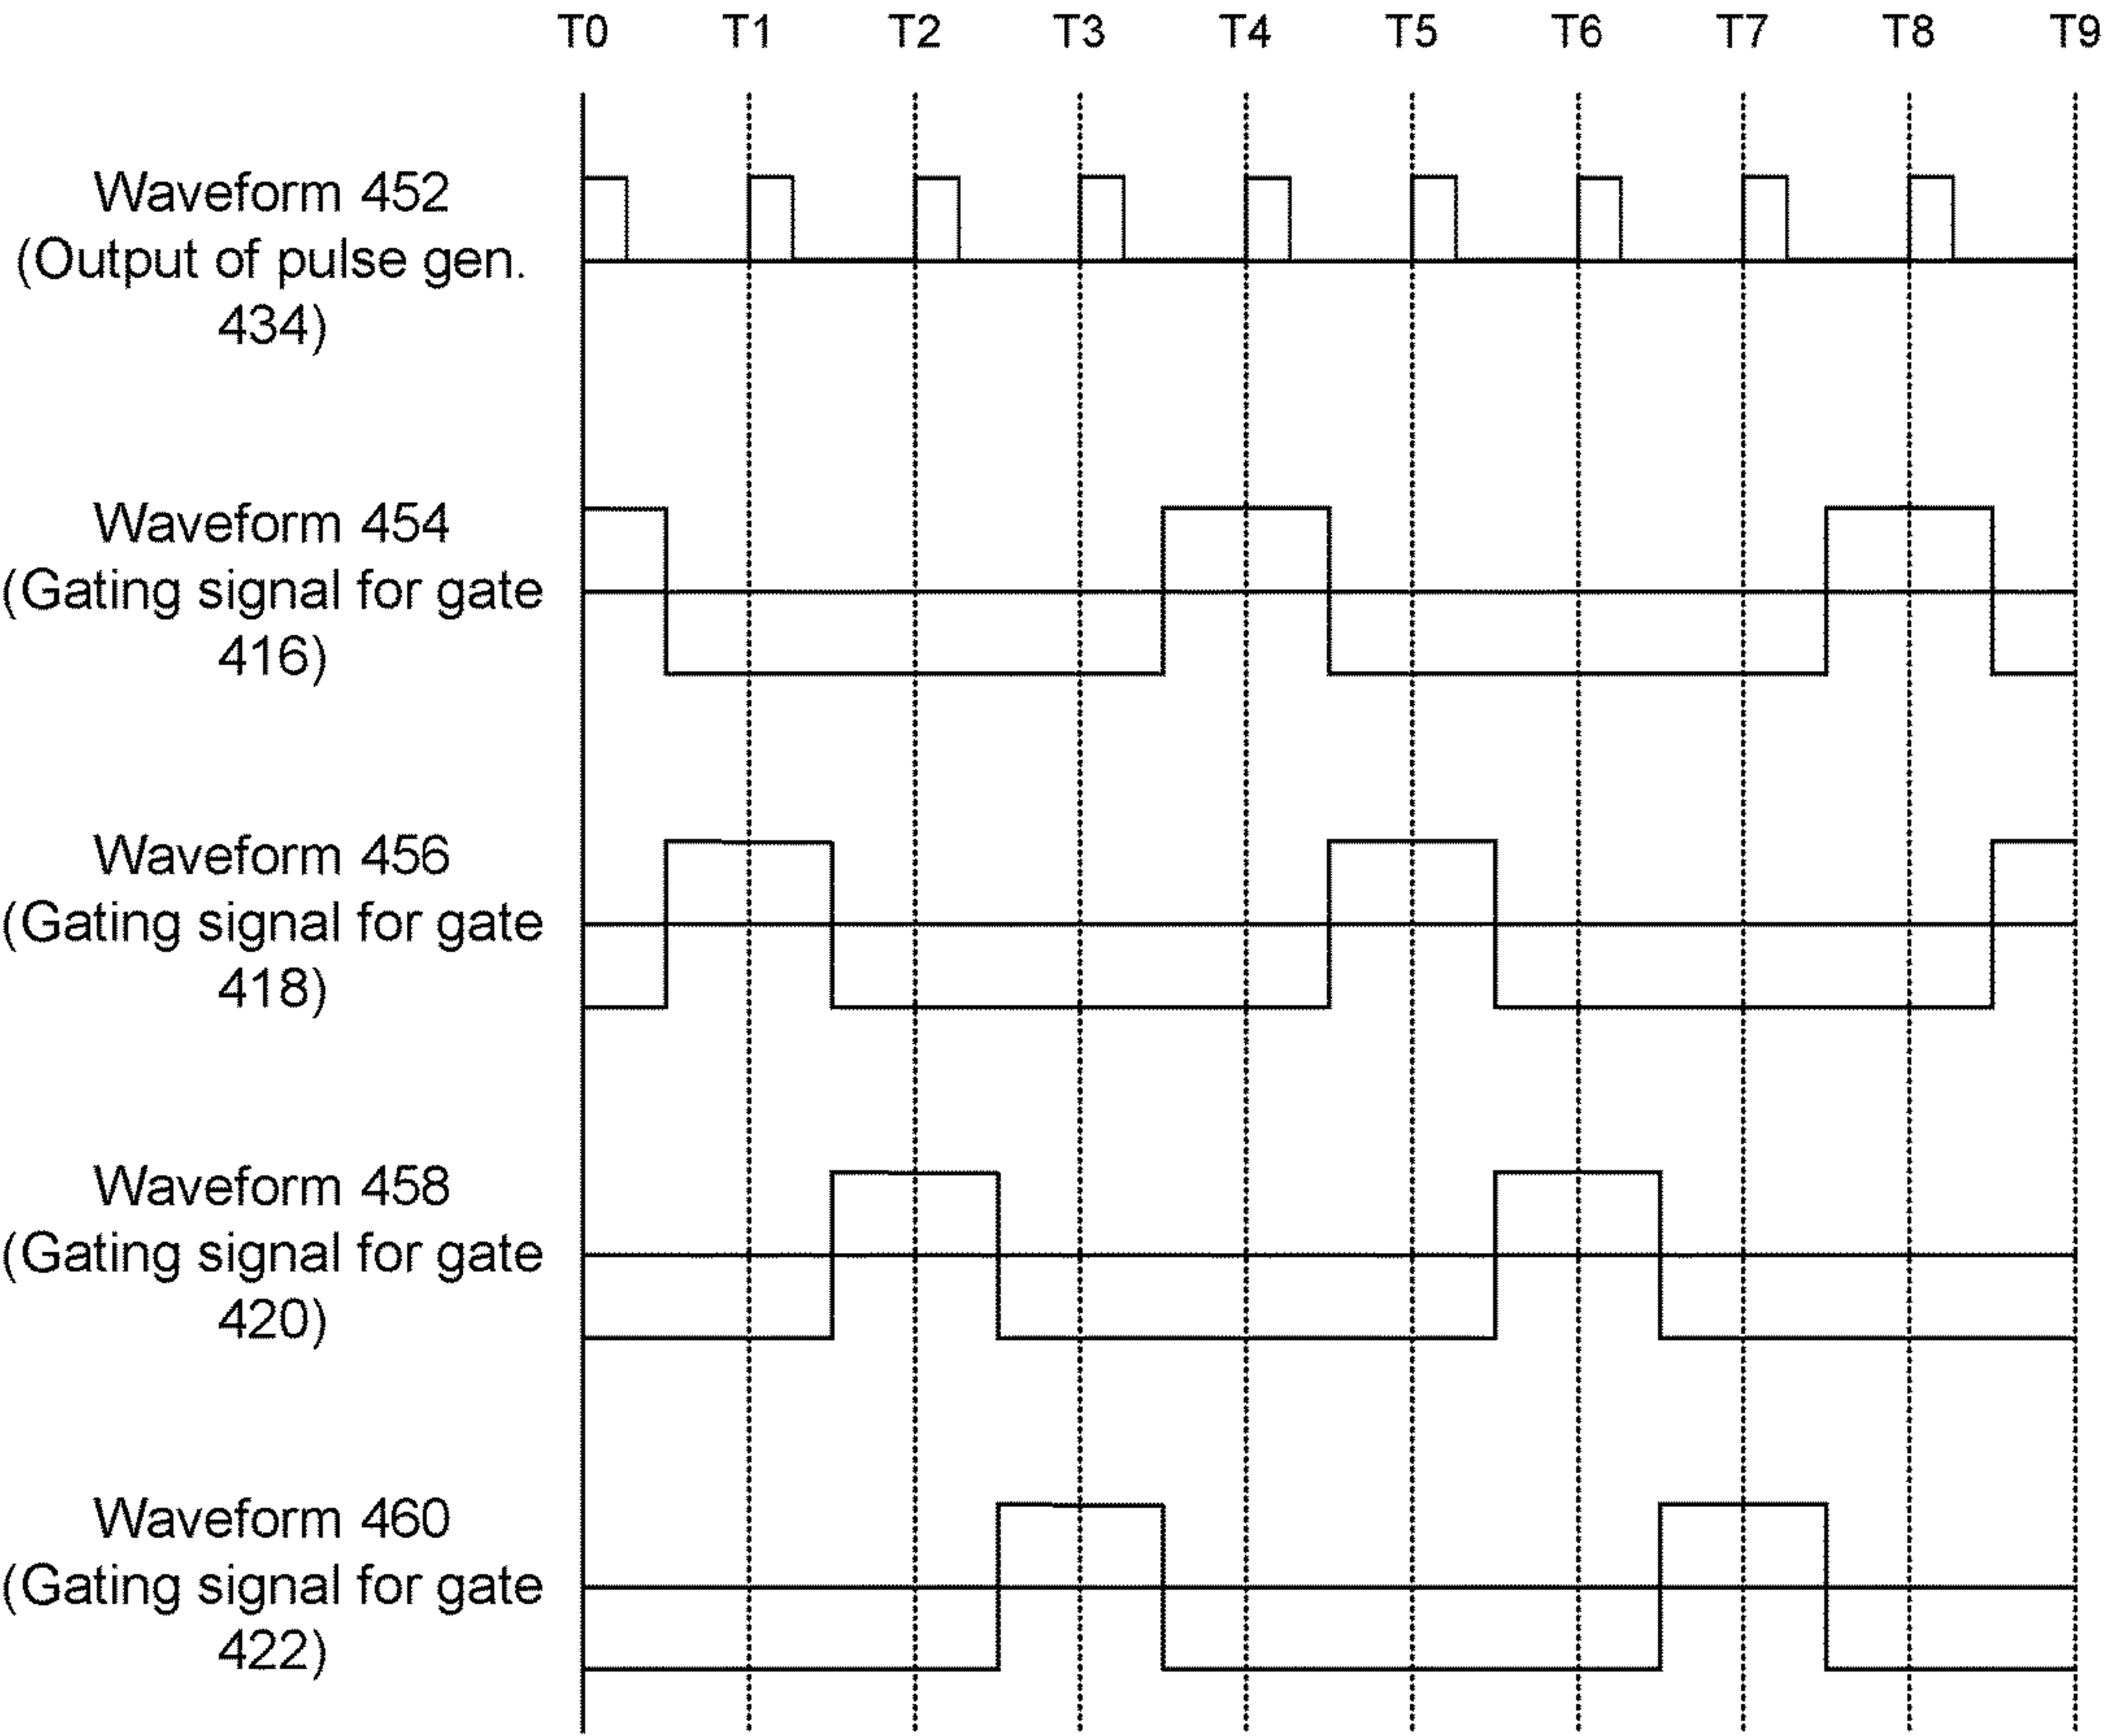 T0 T1 T2 T3 T4 T5 T6 T7 T8 T9
Waveform 452
(Output of pulse gen.
434)
Waveform 454
(Gating signal for gate
416)
Waveform 456
(Gating signal for gate
418)
Waveform 458
(Gating signal for gate
420)
Waveform 460
(Gating signal for gate
422)